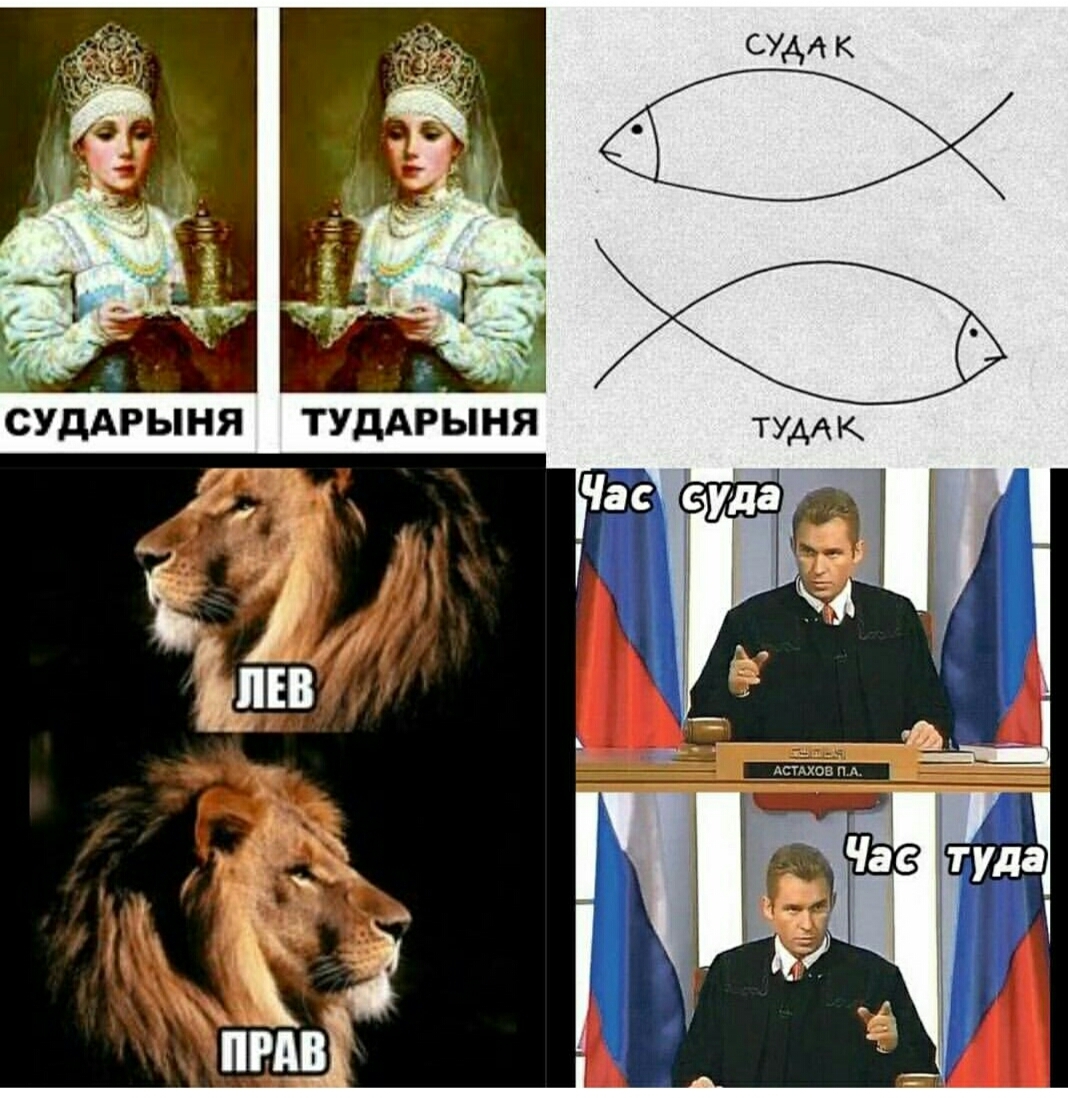 СУДАРЫНЯ
ТУДАРЫНЯ
СУДАК
ТУДАК
ЛЕВ
ПРАВ
Час суда
АСТАХОВ П.А.
Час туда